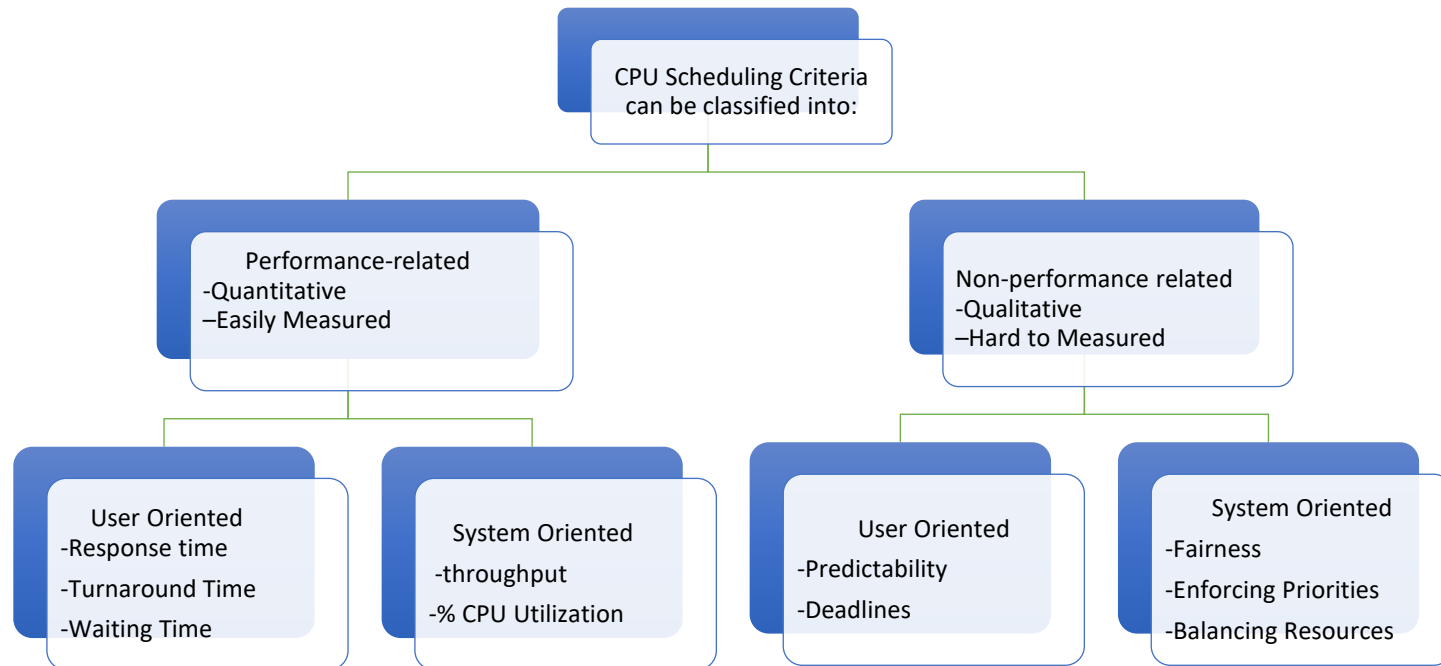 CPU Scheduling Criteria
can be classified into:
Performance-related
-Quantitative
–Easily Measured
Non-performance related
-Qualitative
–Hard to Measured
User Oriented
-Response time
-Turnaround Time
-Waiting Time
System Oriented
-throughput
-% CPU Utilization
User Oriented
-Predictability
-Deadlines
System Oriented
-Fairness
-Enforcing Priorities
-Balancing Resources